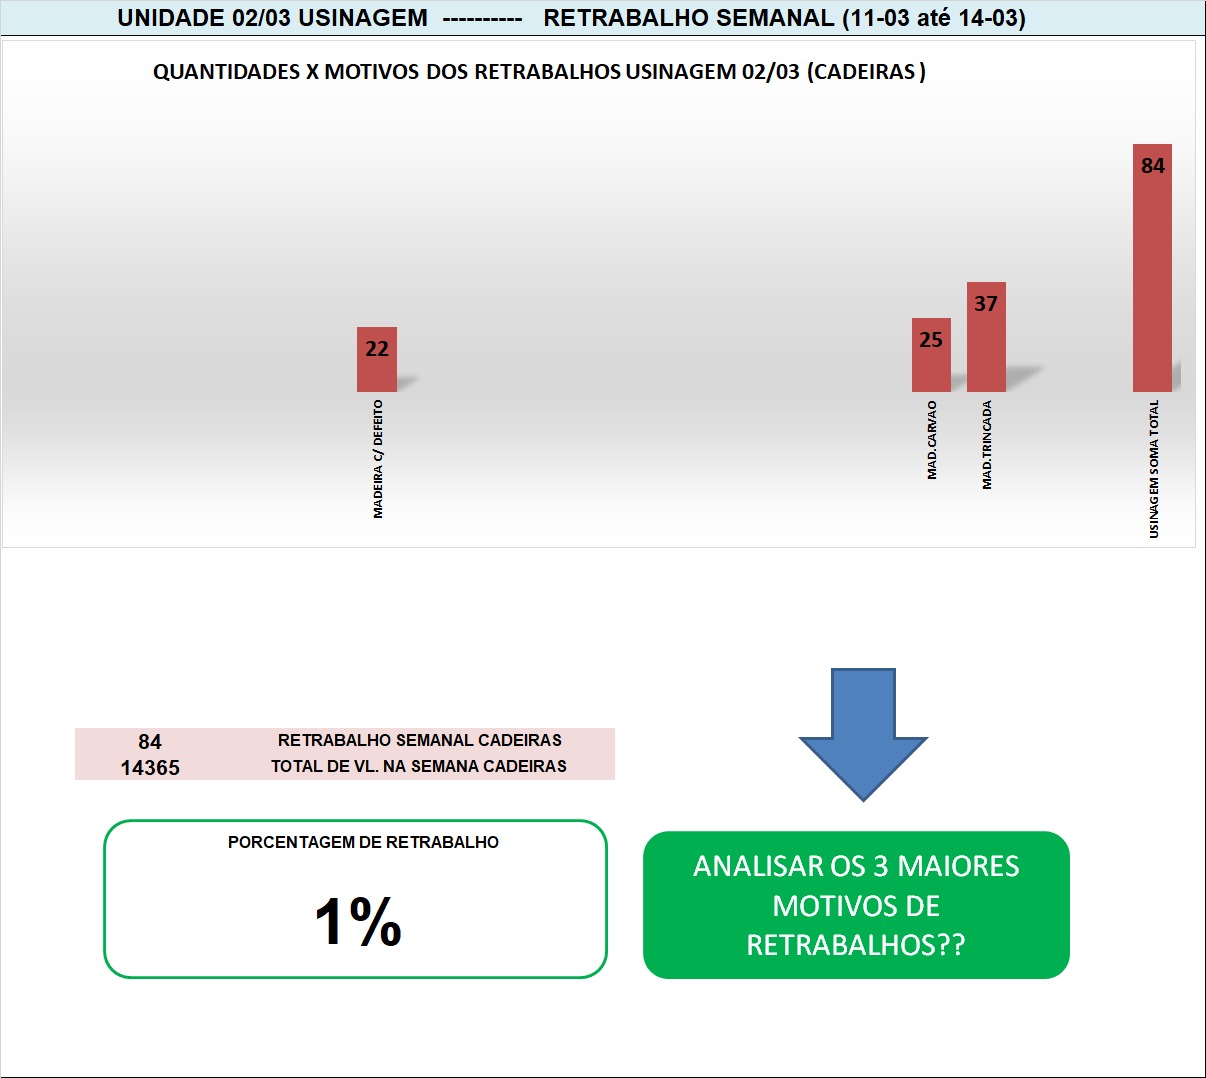 UNIDADE 02/03 USINAGEM ---------- RETRABALHO SEMANAL (11-03 até 14-03)
QUANTIDADES X MOTIVOS DOS RETRABALHOS USINAGEM 02/03 (CADEIRAS)
22
25
37
84
MADEIRA C/ DEFEITO
MAD.CARVAO
MAD.TRINCADA
USINAGEM SOMA TOTAL
84 RETRABALHO SEMANAL CADEIRAS
14365 TOTAL DE VL. NA SEMANA CADEIRAS
PORCENTAGEM DE RETRABALHO
1%
ANALISAR OS 3 MAIORES
MOTIVOS DE
RETRABALHOS??